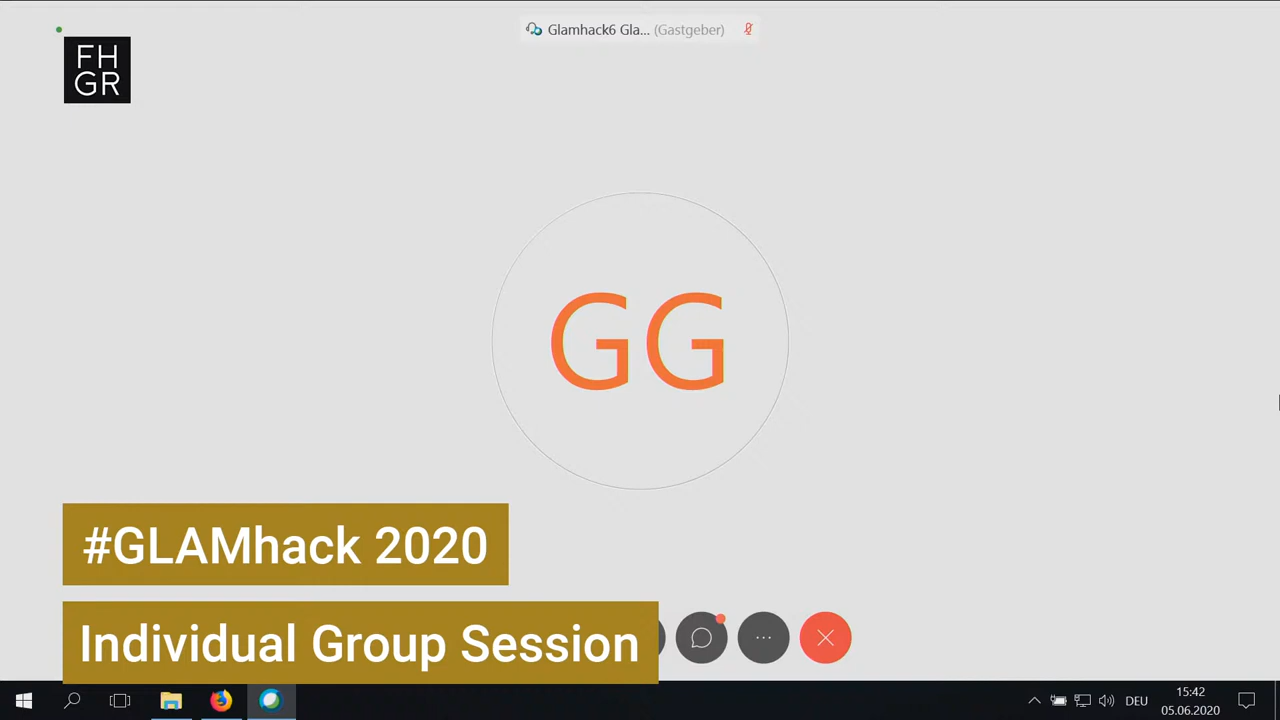 Glamhack6 Gla... (Gastgeber)
FH
GR
GG
#GLAMhack 2020
Individual Group Session
DEU
15:42
05.06.2020